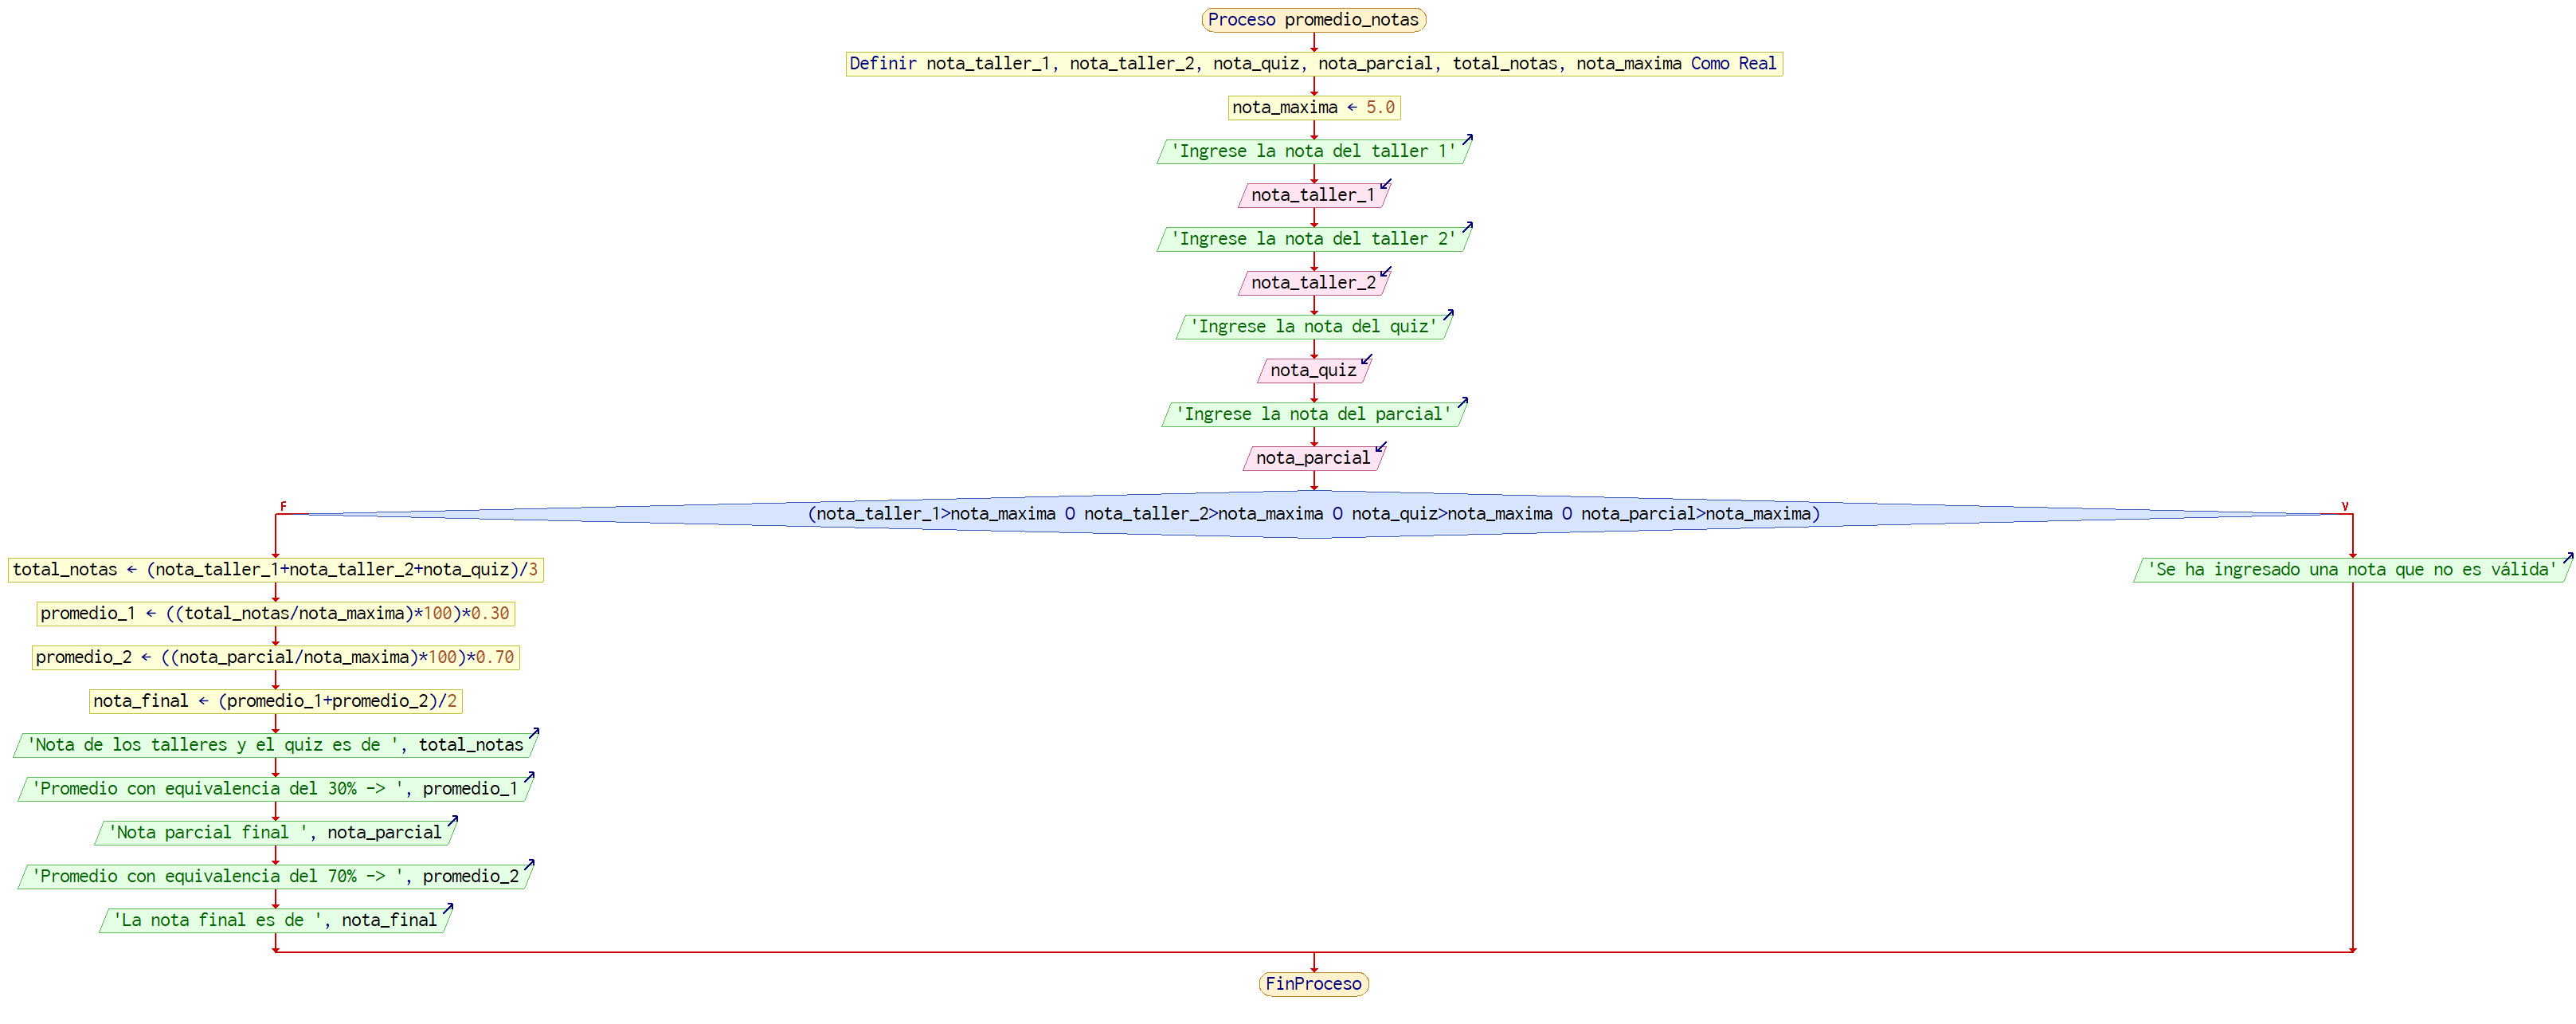 Proceso promedio_notas
Definir nota_taller_1, nota_taller_2, nota_quiz, nota_parcial, total_notas, nota_maxima Como Real
nota_maxima ← 5.0
'Ingrese la nota del taller 1'
nota_taller_1
'Ingrese la nota del taller 2'
nota_taller_2
'Ingrese la nota del quiz'
nota_quiz
'Ingrese la nota del parcial'
nota_parcial
F
(nota_taller_1>nota_maxima O nota_taller_2>nota_maxima O nota_quiz>nota_maxima O nota_parcial>nota_maxima)
V
total_notas ← (nota_taller_1+nota_taller_2+nota_quiz)/3
'Se ha ingresado una nota que no es válida'
promedio_1 ← ((total_notas/nota_maxima)*100)*0.30
promedio_2 ← ((nota_parcial/nota_maxima)*100)*0.70
nota_final ← (promedio_1+promedio_2)/2
'Nota de los talleres y el quiz es de ', total_notas
'Promedio con equivalencia del 30% -> ', promedio_1
'Nota parcial final ', nota_parcial
'Promedio con equivalencia del 70% -> ', promedio_2
'La nota final es de ', nota_final
FinProceso